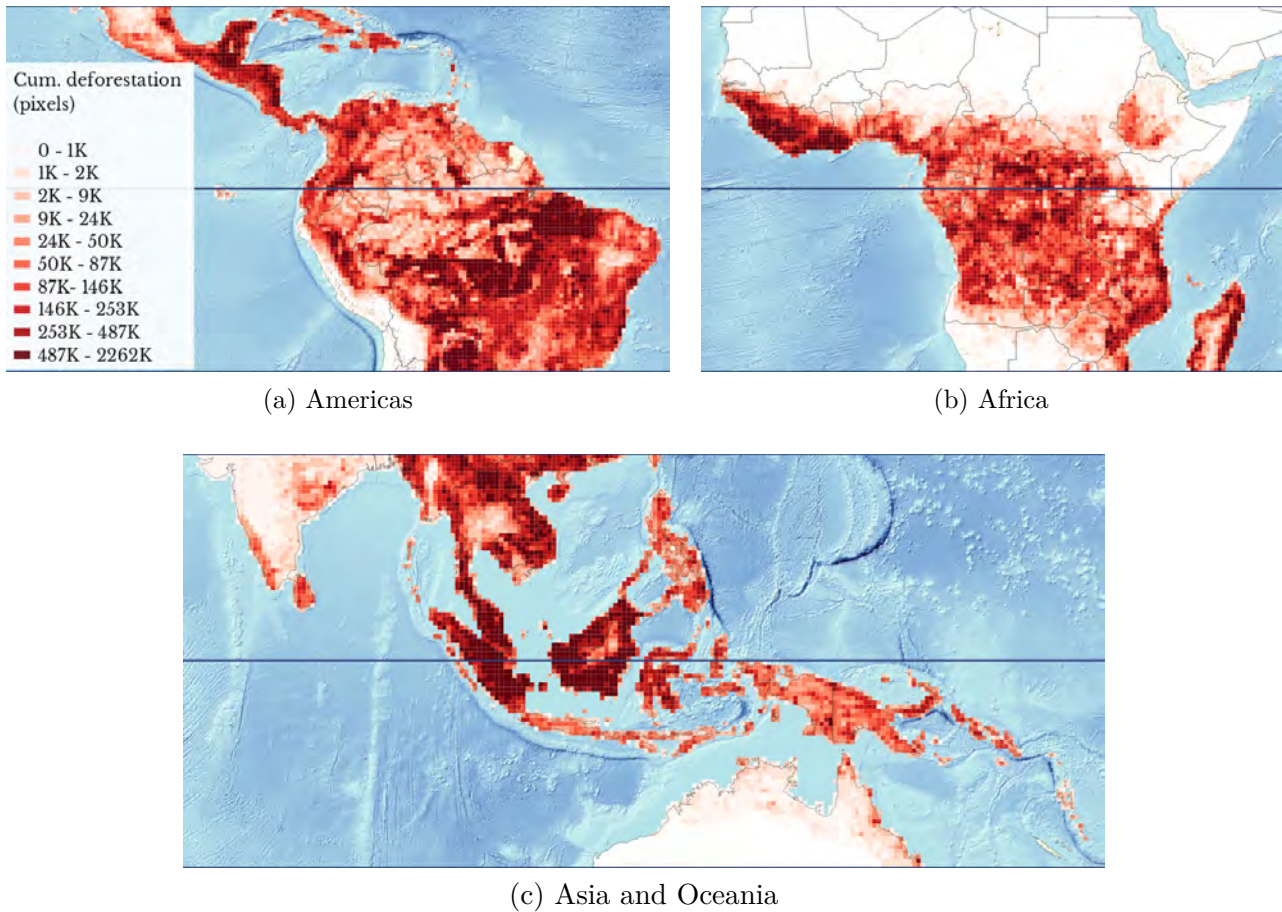 Cum. deforestation
(pixels)
0 - 1K
1K - 2K
2K - 9K
9K - 24K
24K - 50K
50K - 87K
87K- 146K
146K - 253K
253K - 487K
487K - 2262K
(a) Americas
(b) Africa
(c) Asia and Oceania